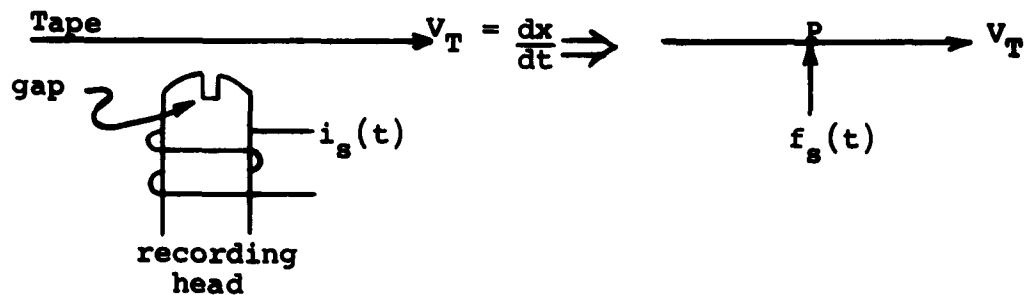 Tape
V_T = dx/dt ⇒
P
V_T
gap
i_s(t)
f_s(t)
recording
head